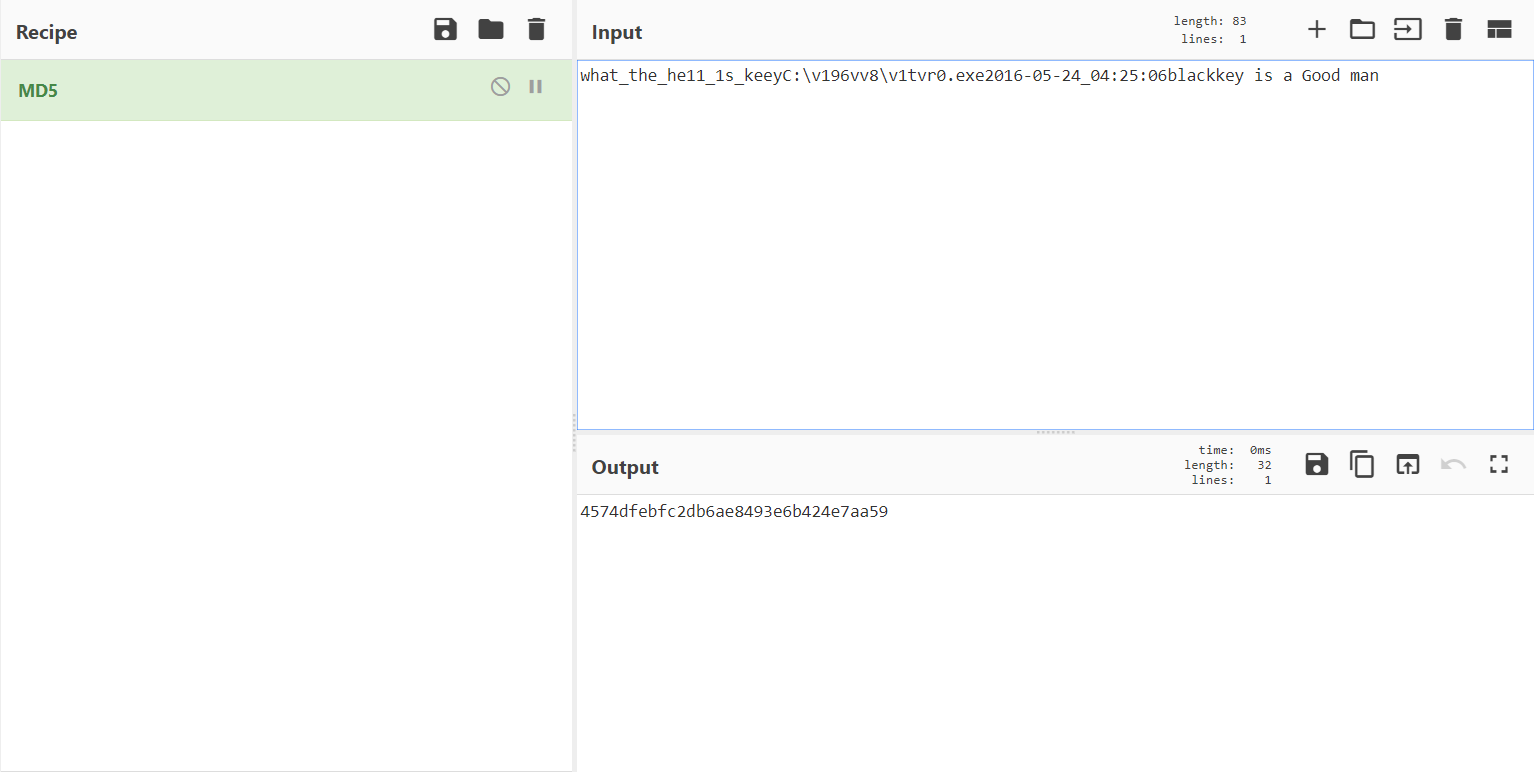 Recipe
MD5
Input
length: 83
lines: 1
what_the_he11_1s_keeyC:\v196vv8\v1tvr0.exe2016-05-24_04:25:06blackkey is a Good man
Output
time: 0ms
length: 32
lines: 1
4574dfebfc2db6ae8493e6b424e7aa59